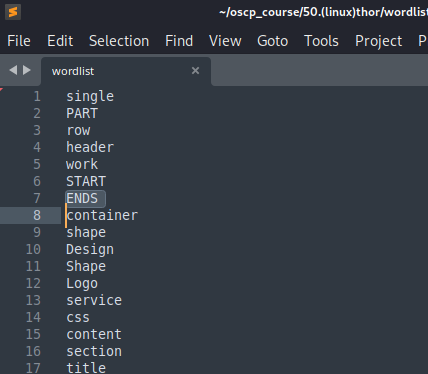 ~/oscp_course/50.(linux)thor/wordlist
File Edit Selection Find View Goto Tools Project P
wordlist ×
1 single
2 PART
3 row
4 header
5 work
6 START
7 ENDS
8 container
9 shape
10 Design
11 Shape
12 Logo
13 service
14 css
15 content
16 section
17 title